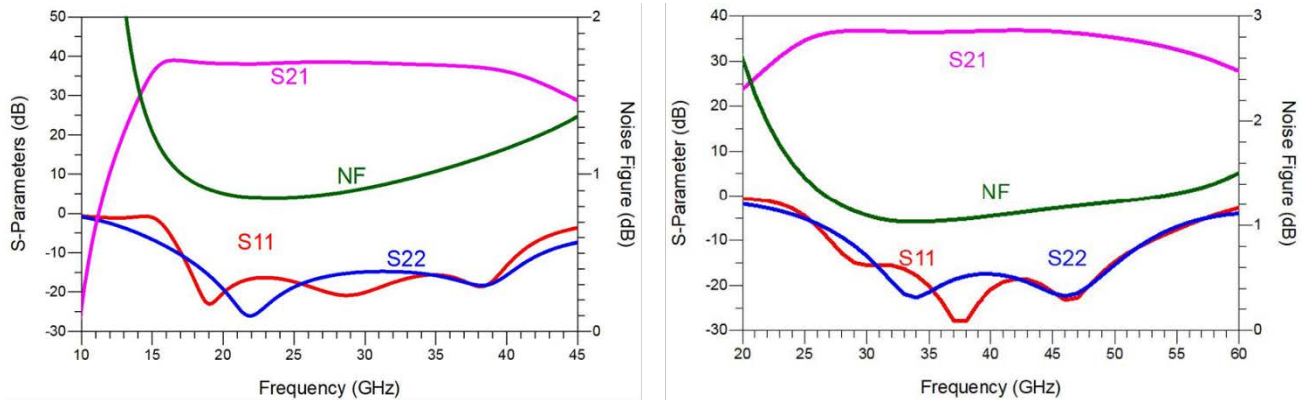 50
40
30
20
10
0
-10
-20
-30
S-Parameters (dB)
2
1
0
Noise Figure (dB)
S21
NF
S11
S22
10
15
20
25
30
35
40
45
Frequency (GHz)
40
30
20
10
0
-10
-20
-30
S-Parameter (dB)
3
2
1
0
Noise Figure (dB)
S21
NF
S11
S22
20
25
30
35
40
45
50
55
60
Frequency (GHz)